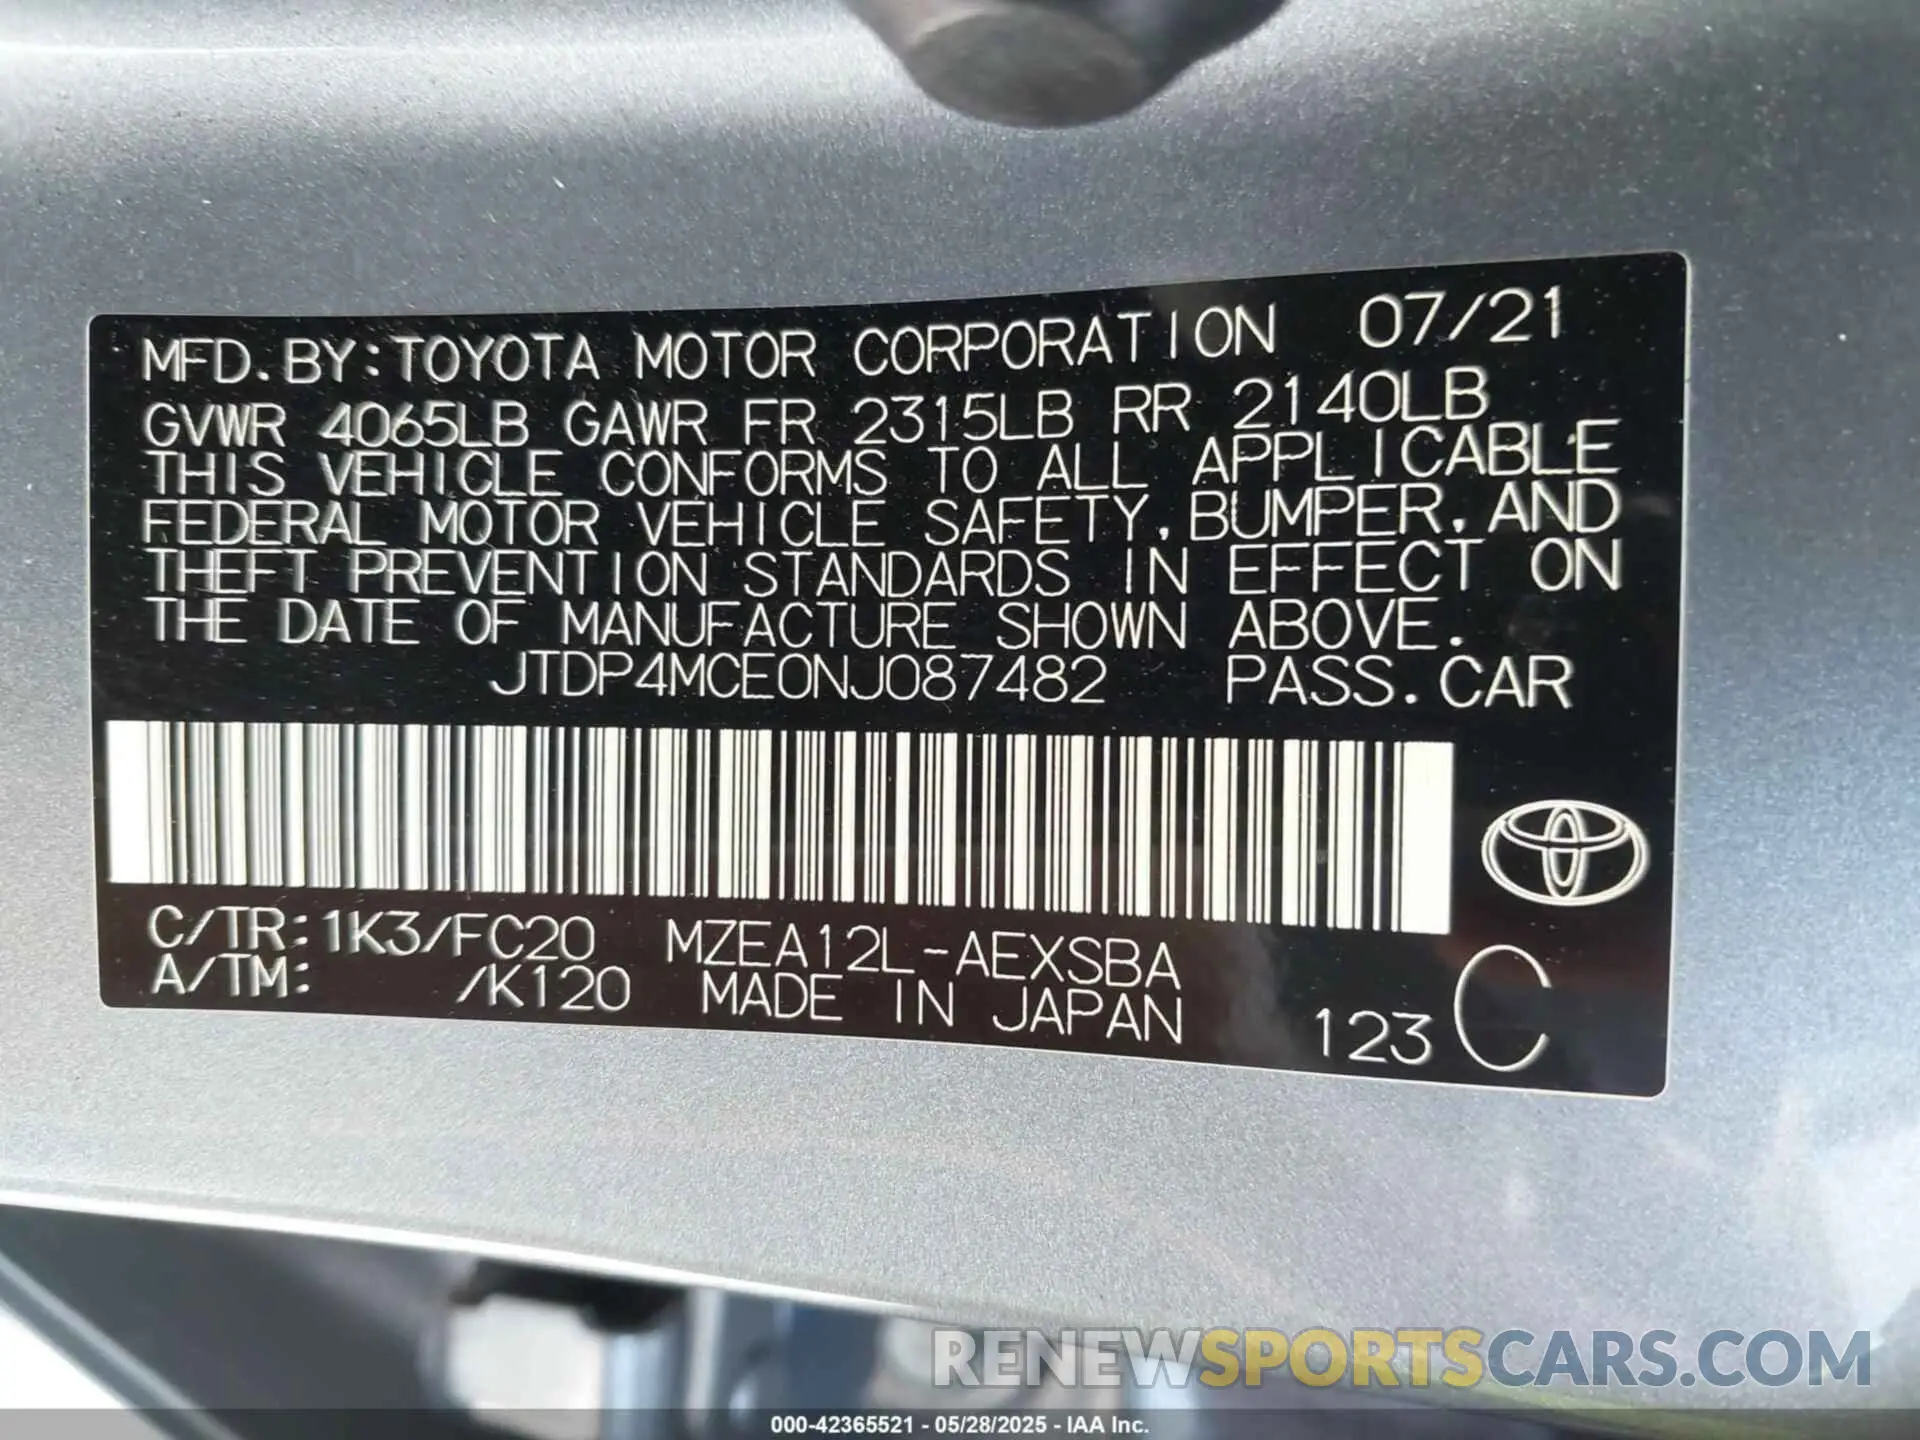 MFD. BY: TOYOTA MOTOR CORPORATION 07/21
GVWR 4065LB GAWR FR 2315LB RR 2140LB
THIS VEHICLE CONFORMS TO ALL APPLICABLE
FEDERAL MOTOR VEHICLE SAFETY, BUMPER, AND
THEFT PREVENTION STANDARDS IN EFFECT ON
THE DATE OF MANUFACTURE SHOWN ABOVE.
JTDP4MCE0NJ087482 PASS. CAR
C/TR: 1K3/FC20 MZEA12L-AEXSBA
A/TM: /K120 MADE IN JAPAN
123 C
RENEWSPORTSCARS.COM
000-42365521 - 05/28/2025 - IAA Inc.